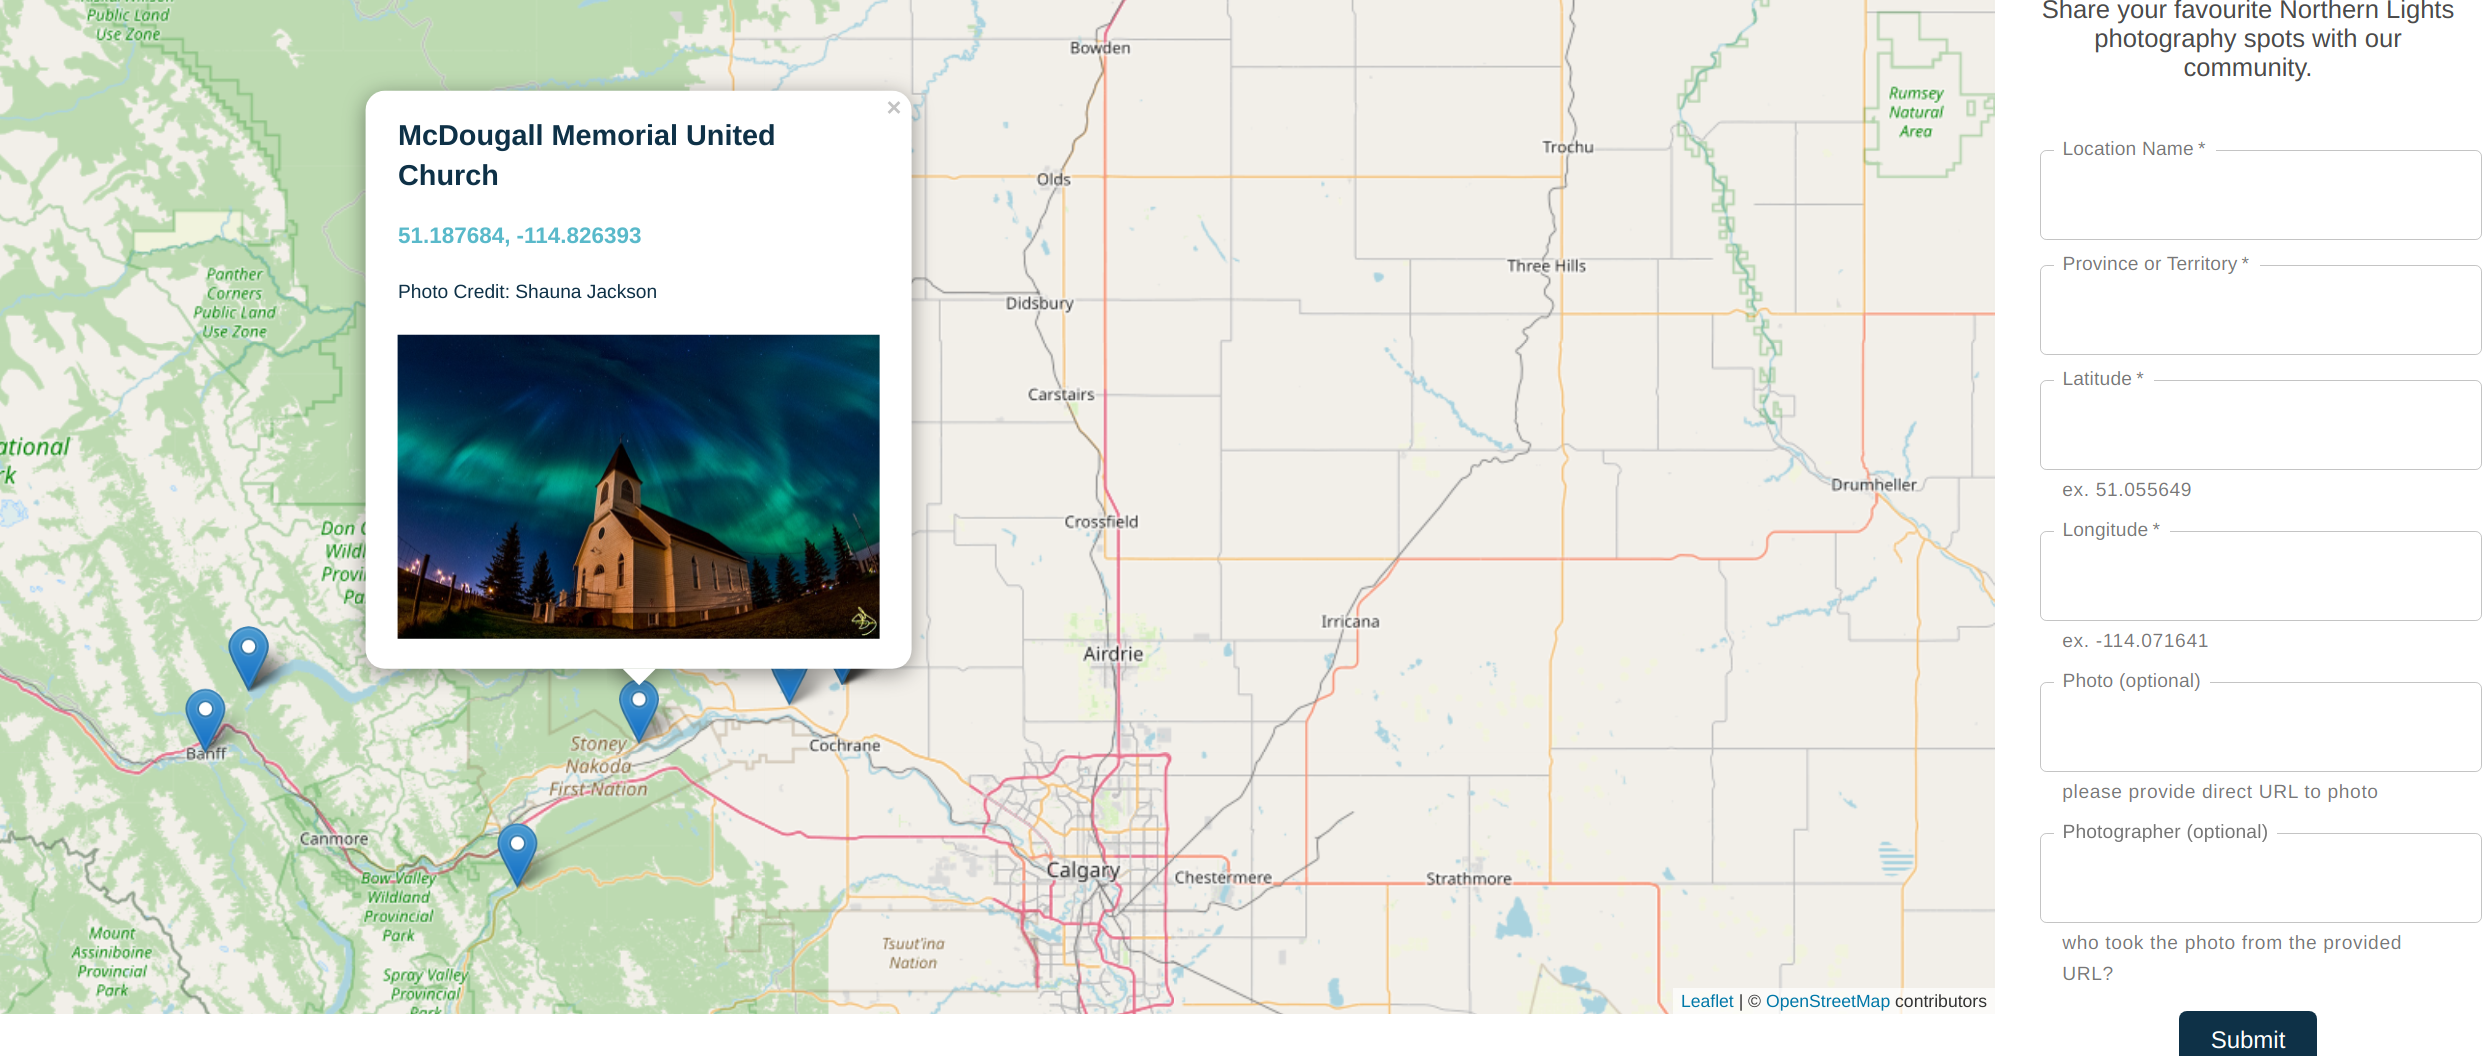 Public Land
Use Zone
Bowden
Rumsey
Natural
Area
Trochu
Olds
Three Hills
Didsbury
Panther
Corners
Public Land
Use Zone
McDougall Memorial United
Church
51.187684, -114.826393
Photo Credit: Shauna Jackson
×
Carstairs
ational
rk
Drumheller
Crossfield
Don
Wildl
Provi
Pa
Irricana
Airdrie
Banff
Stoney
Nakoda
First Nation
Cochrane
Canmore
Calgary
Chestermere
Strathmore
Bow Valley
Wildland
Provincial
Park
Mount
Assiniboine
Provincial
Park
Tsuut'ina
Nation
Spray Valley
Provincial
Park
Leaflet | © OpenStreetMap contributors
Share your favourite Northern Lights
photography spots with our
community.
Location Name *
Province or Territory *
Latitude *
ex. 51.055649
Longitude *
ex. -114.071641
Photo (optional)
please provide direct URL to photo
Photographer (optional)
who took the photo from the provided
URL?
Submit